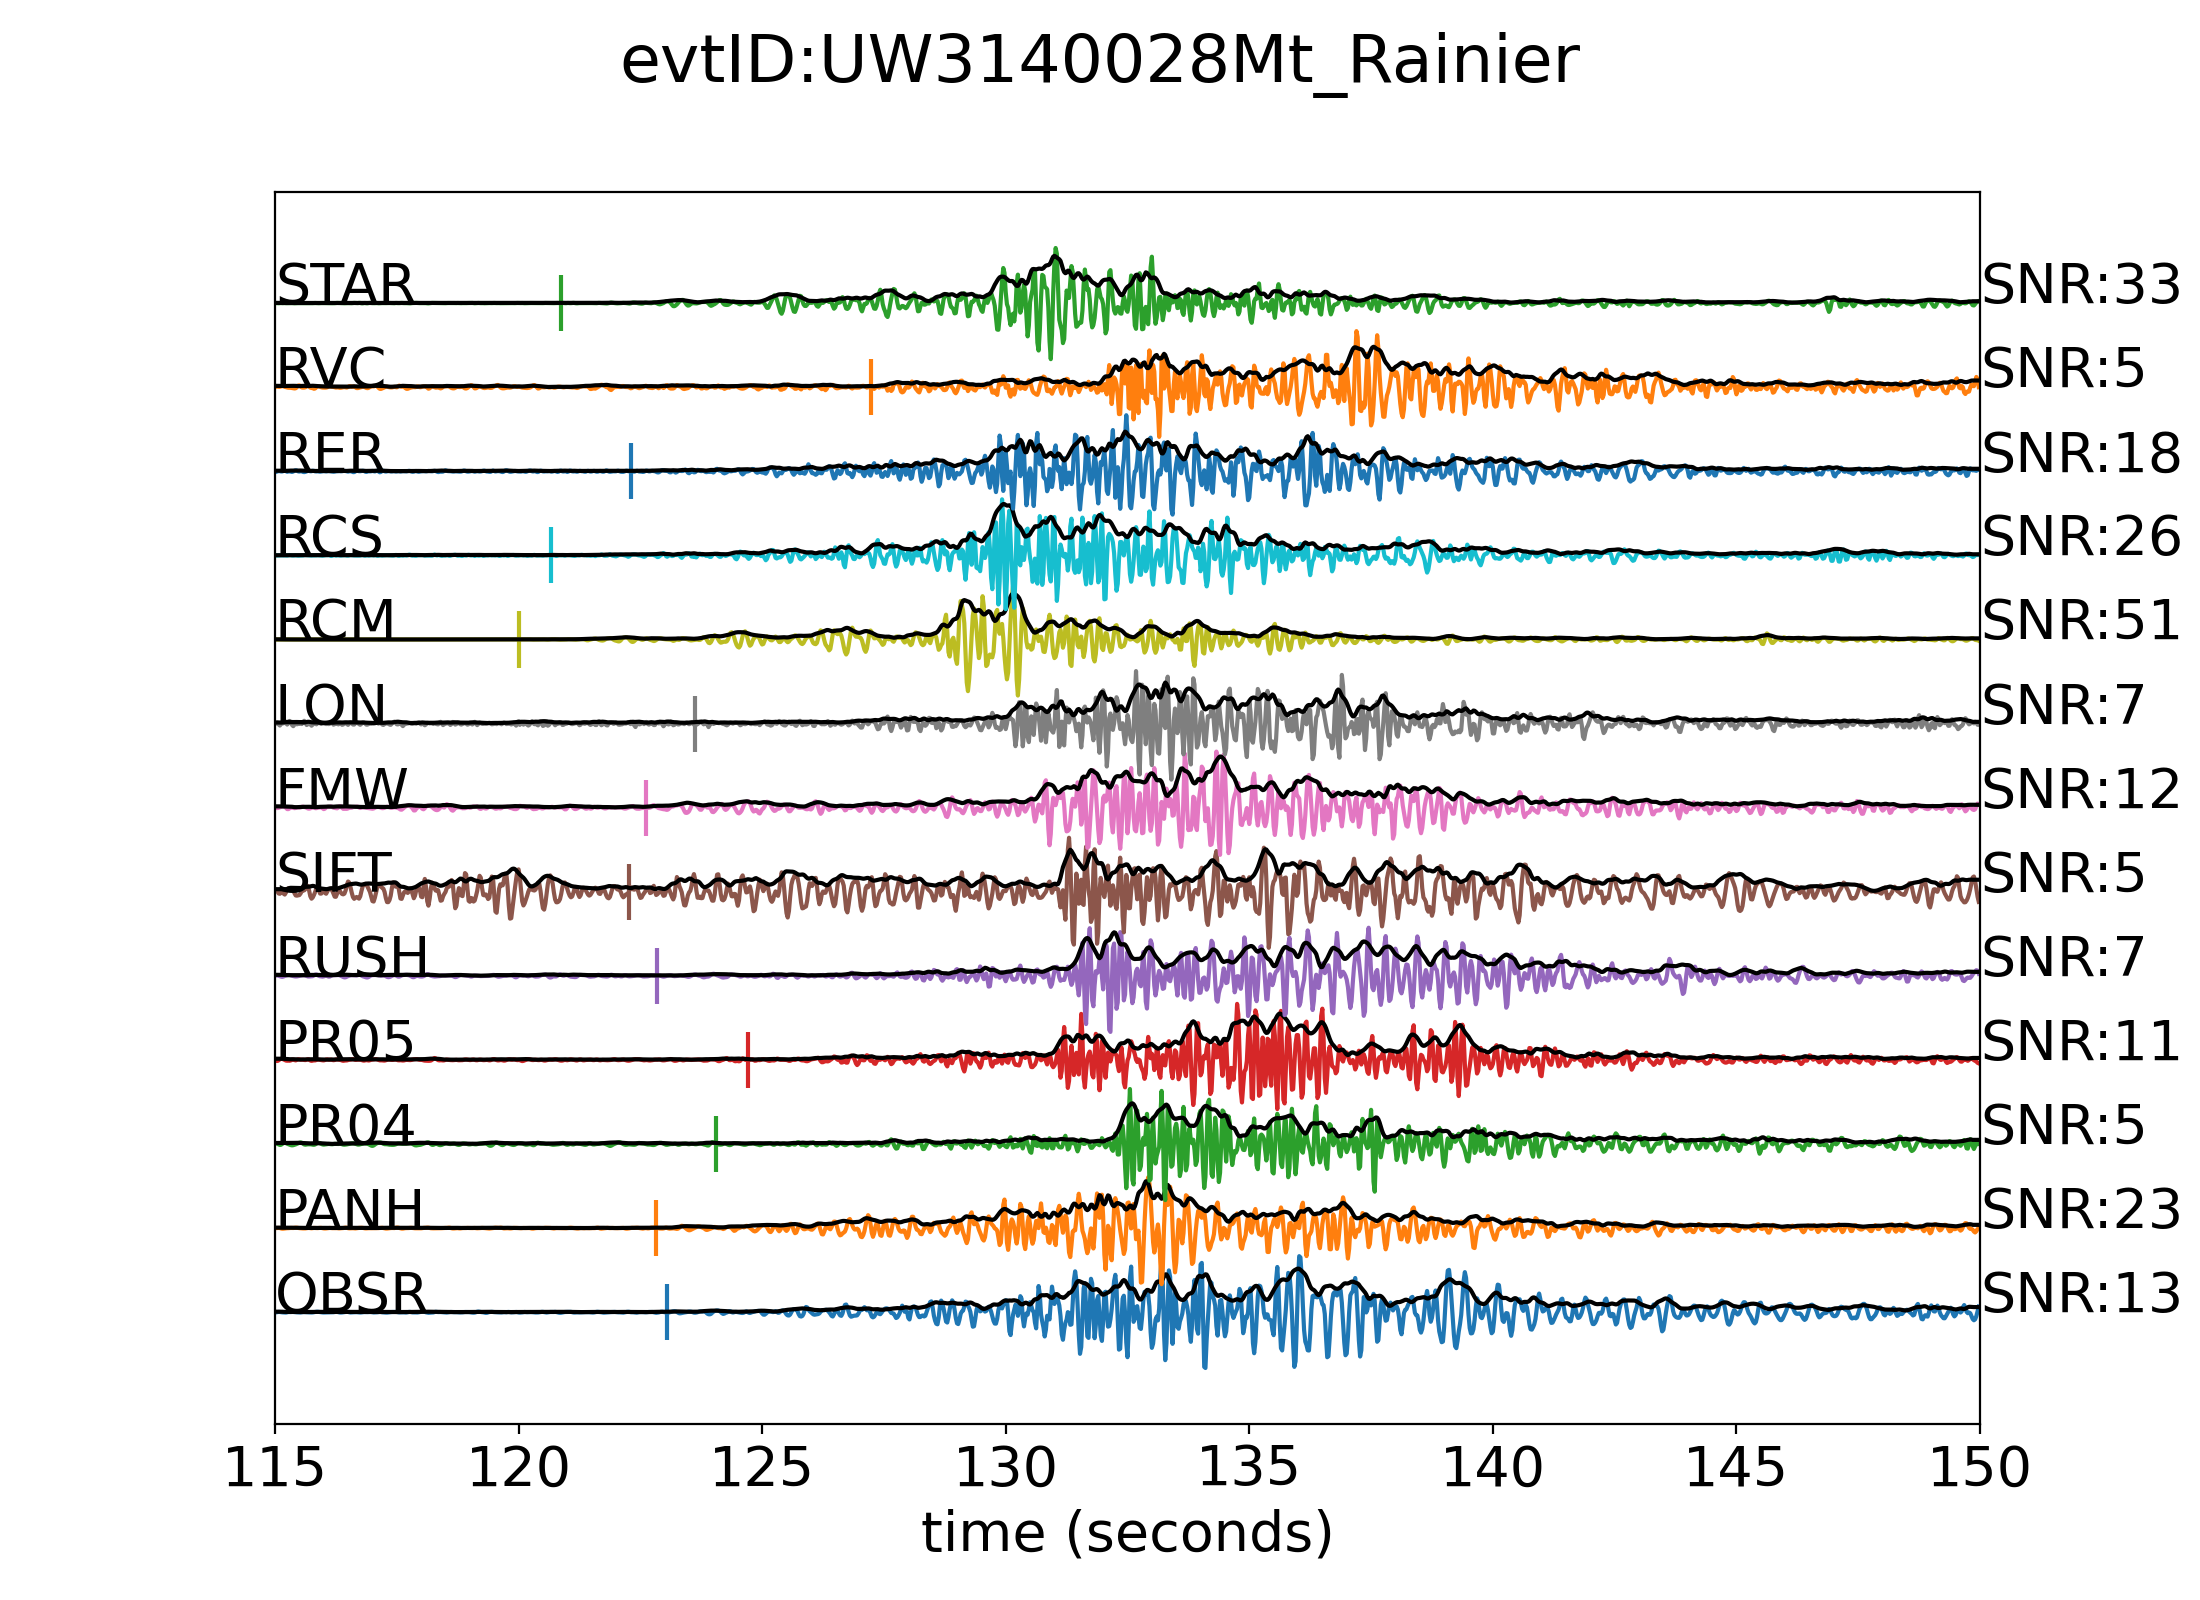 evtID:UW3140028Mt_Rainier
STAR SNR:33
RVC SNR:5
RER SNR:18
RCS SNR:26
RCM SNR:51
LON SNR:7
FMW SNR:12
SIFT SNR:5
RUSH SNR:7
PR05 SNR:11
PR04 SNR:5
PANH SNR:23
OBSR SNR:13
115 120 125 130 135 140 145 150
time (seconds)